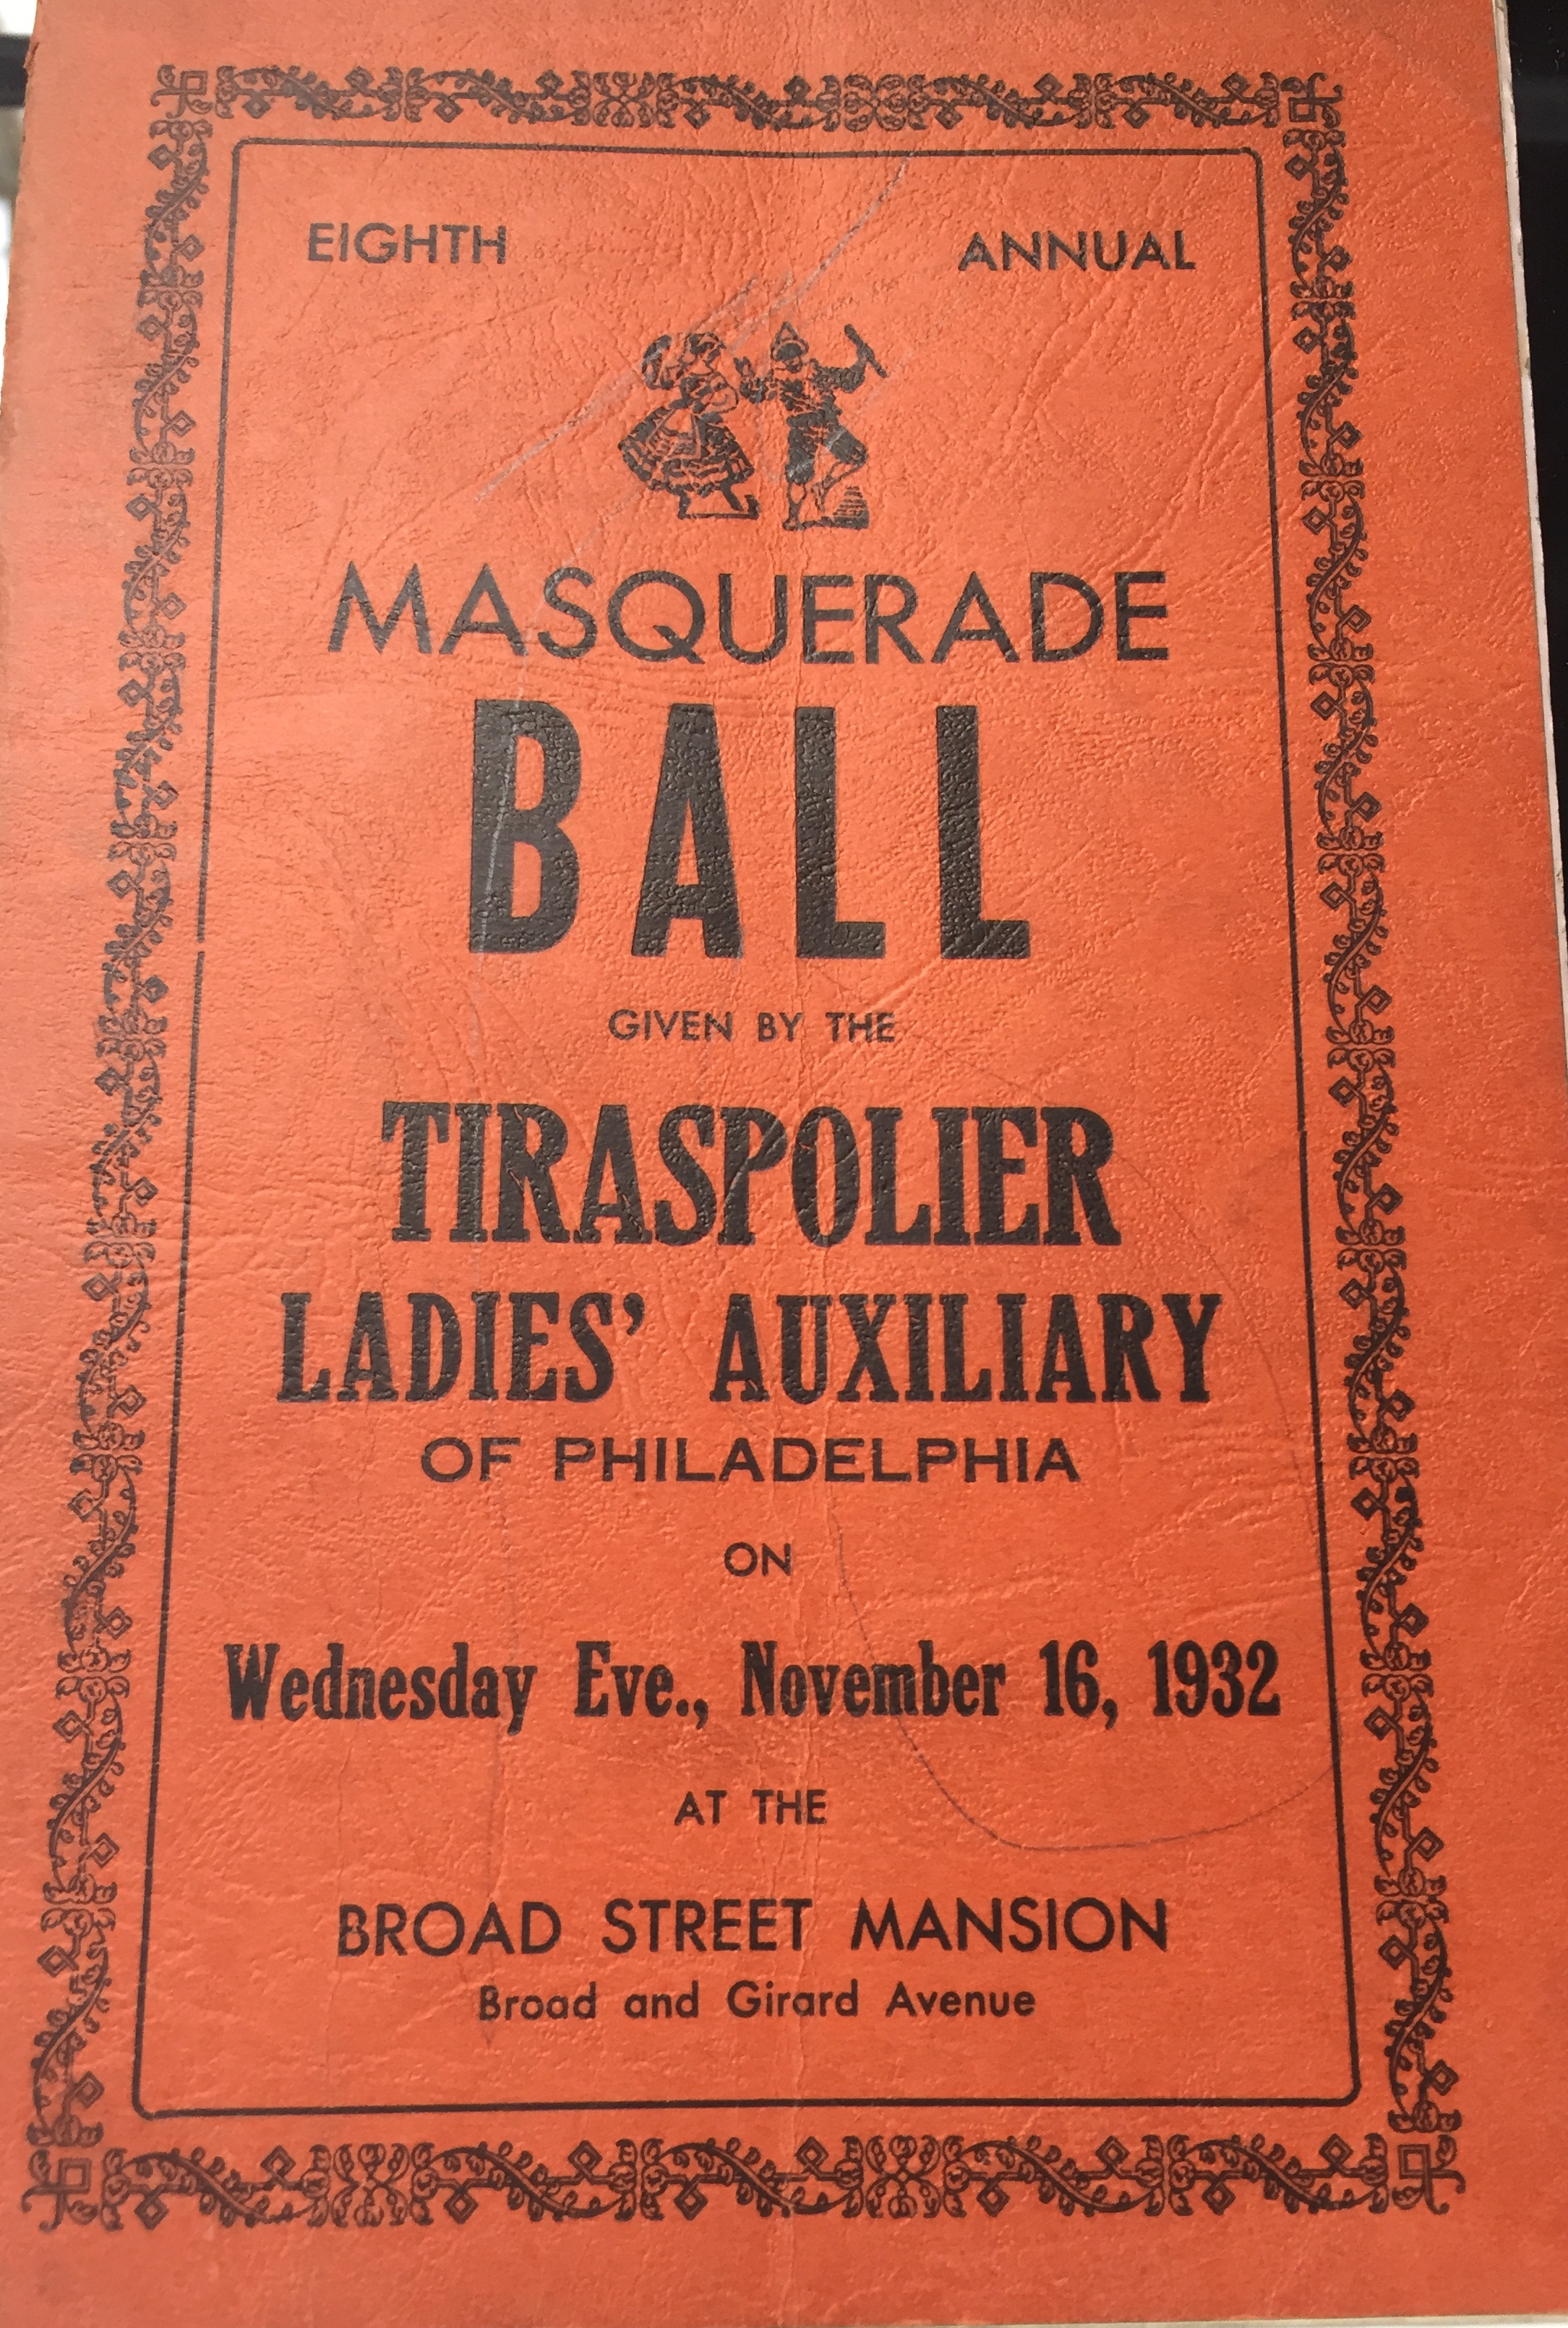 EIGHTH ANNUAL
MASQUERADE
BALL
GIVEN BY THE
TIRASPOLIER
LADIES' AUXILIARY
OF PHILADELPHIA
ON
Wednesday Eve., November 16, 1932
AT THE
BROAD STREET MANSION
Broad and Girard Avenue